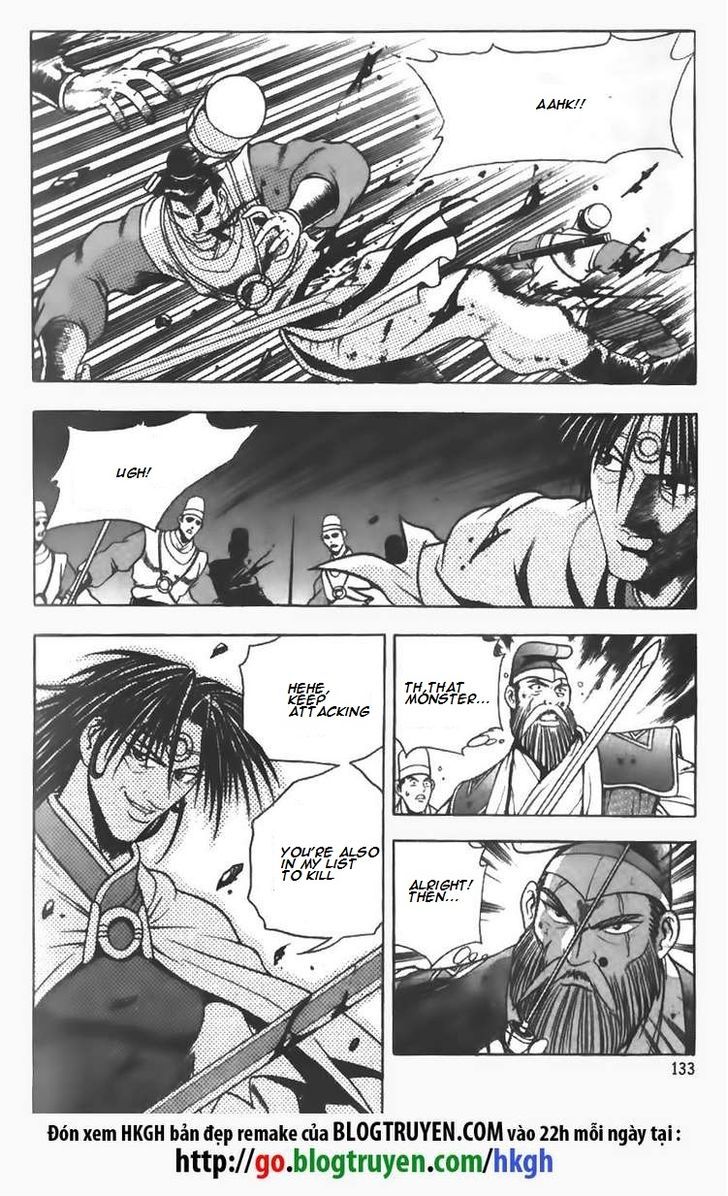 AAHK!!
UGH!
HEHE,
KEEP
ATTACKING
TH,THAT
MONSTER...
YOU'RE ALSO
IN MY LIST
TO KILL
ALRIGHT!
THEN...
133
Đón xem HKGH bản đẹp remake của BLOGTRUYEN.COM vào 22h mỗi ngày tại :
http://go.blogtruyen.com/hkgh